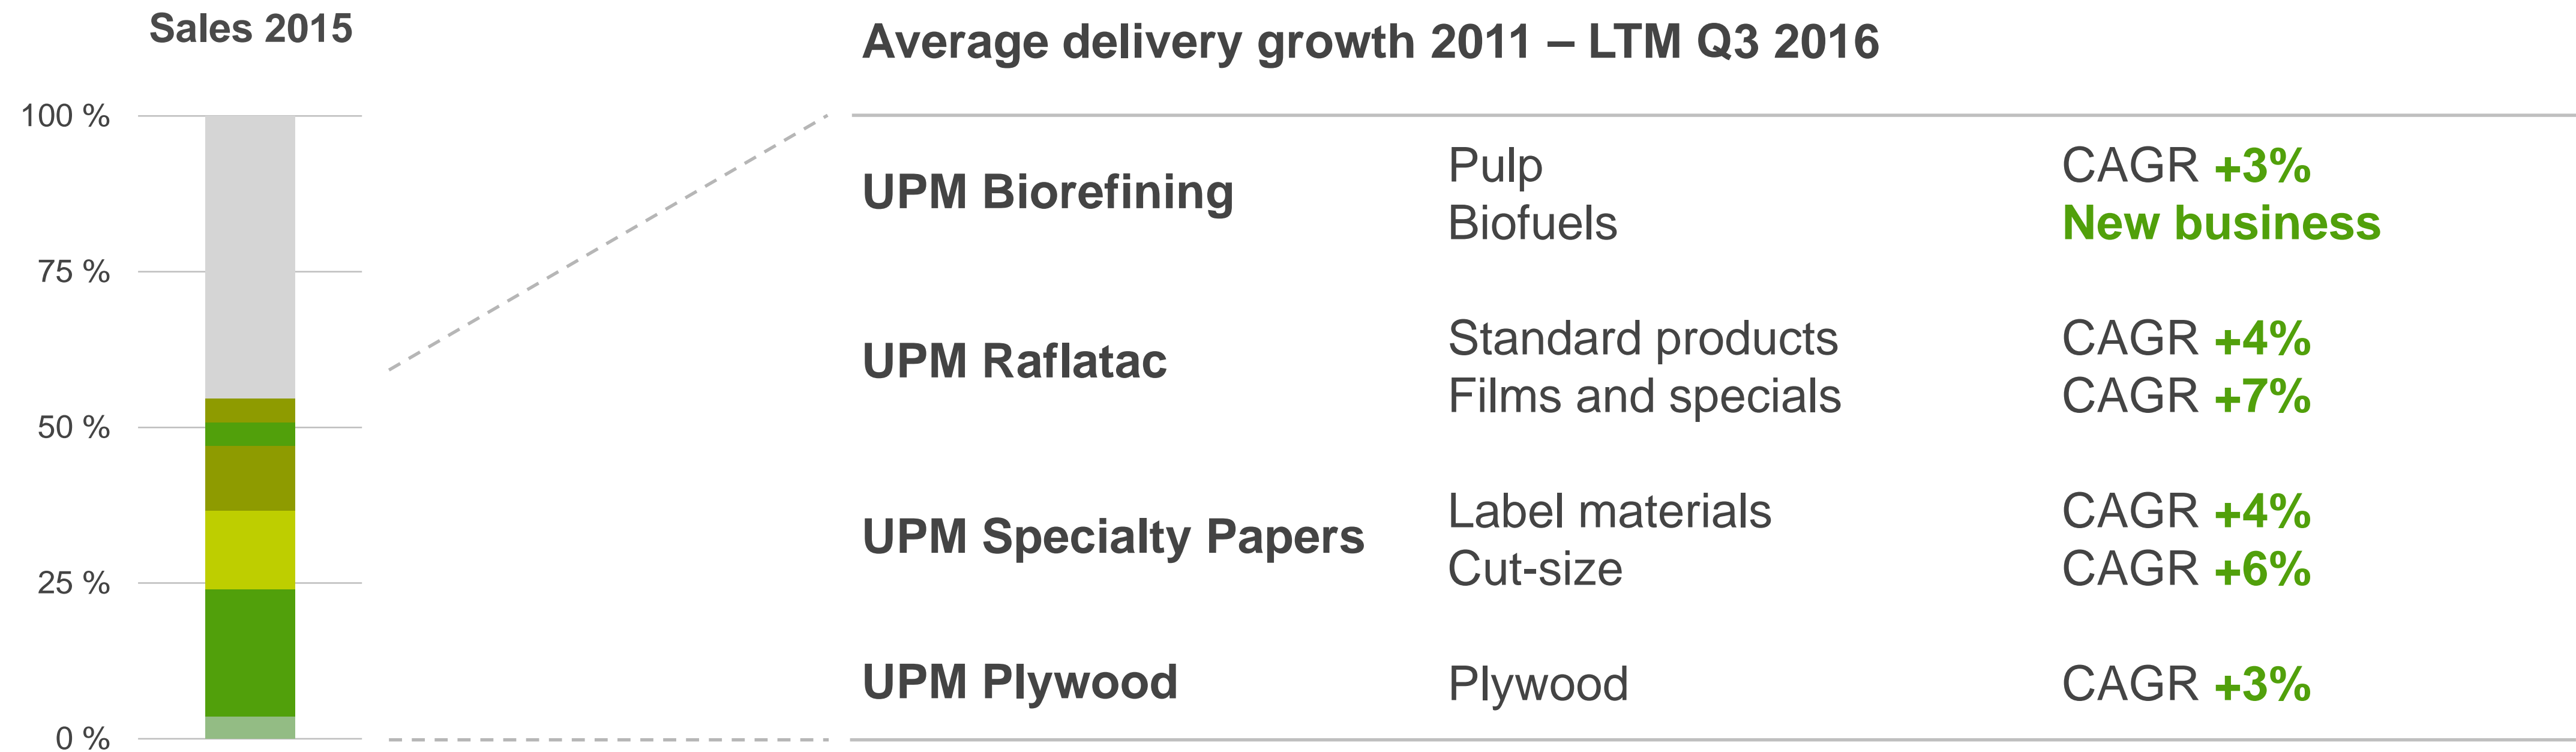 Sales 2015
100 %
75 %
50 %
25 %
0 %
Average delivery growth 2011 – LTM Q3 2016
UPM Biorefining
Pulp CAGR +3%
Biofuels New business
UPM Raflatac
Standard products CAGR +4%
Films and specials CAGR +7%
UPM Specialty Papers
Label materials CAGR +4%
Cut-size CAGR +6%
UPM Plywood Plywood CAGR +3%